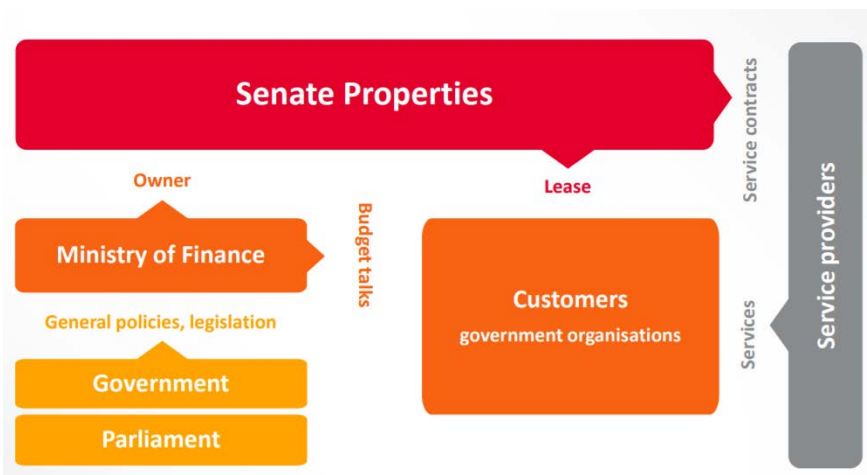 Senate Properties
Service contracts
Owner
Lease
Ministry of Finance
Budget talks
Customers
government organisations
Service providers
General policies, legislation
Services
Government
Parliament